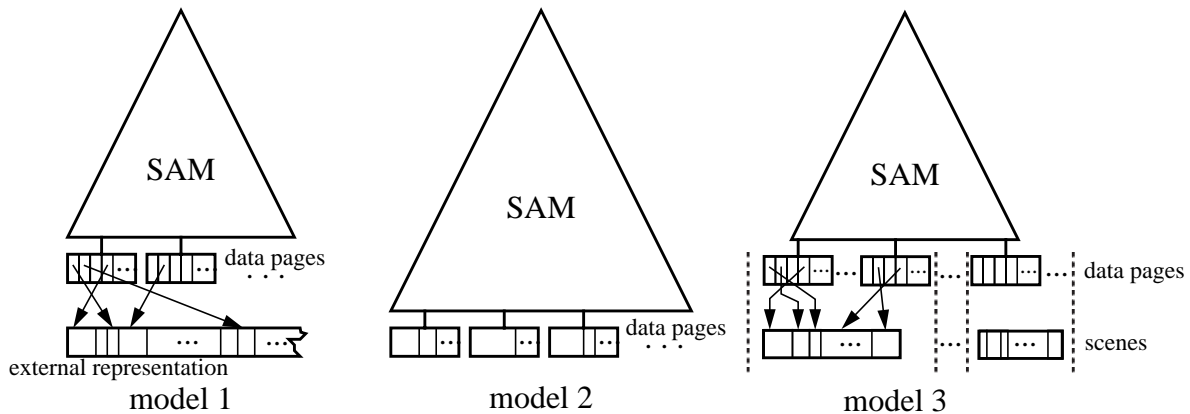 SAM
data pages
. . .
external representation
model 1
SAM
data pages
. . .
model 2
SAM
data pages
scenes
model 3